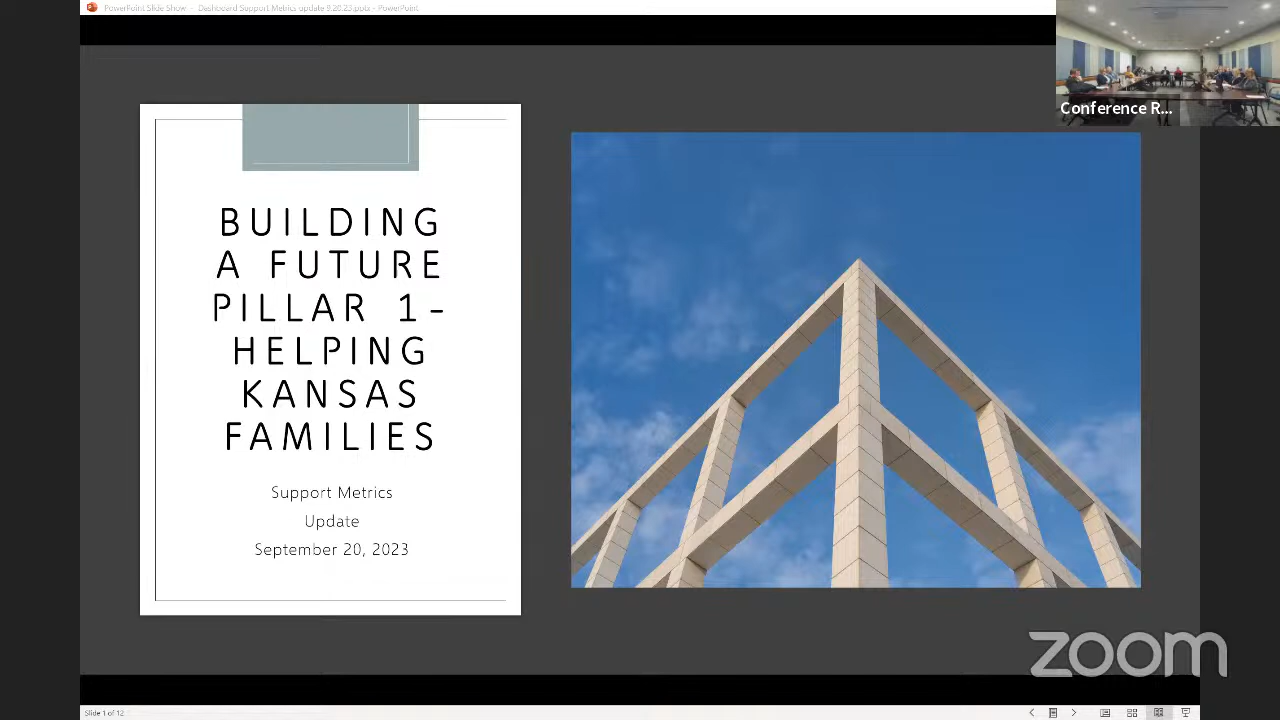 PowerPoint Slide Show - Dashboard Support Metrics update 9.20.23.pptx - PowerPoint
Conference R...
BUILDING
A FUTURE
PILLAR 1-
HELPING
KANSAS
FAMILIES
Support Metrics
Update
September 20, 2023
zoom
Slide 1 of 12